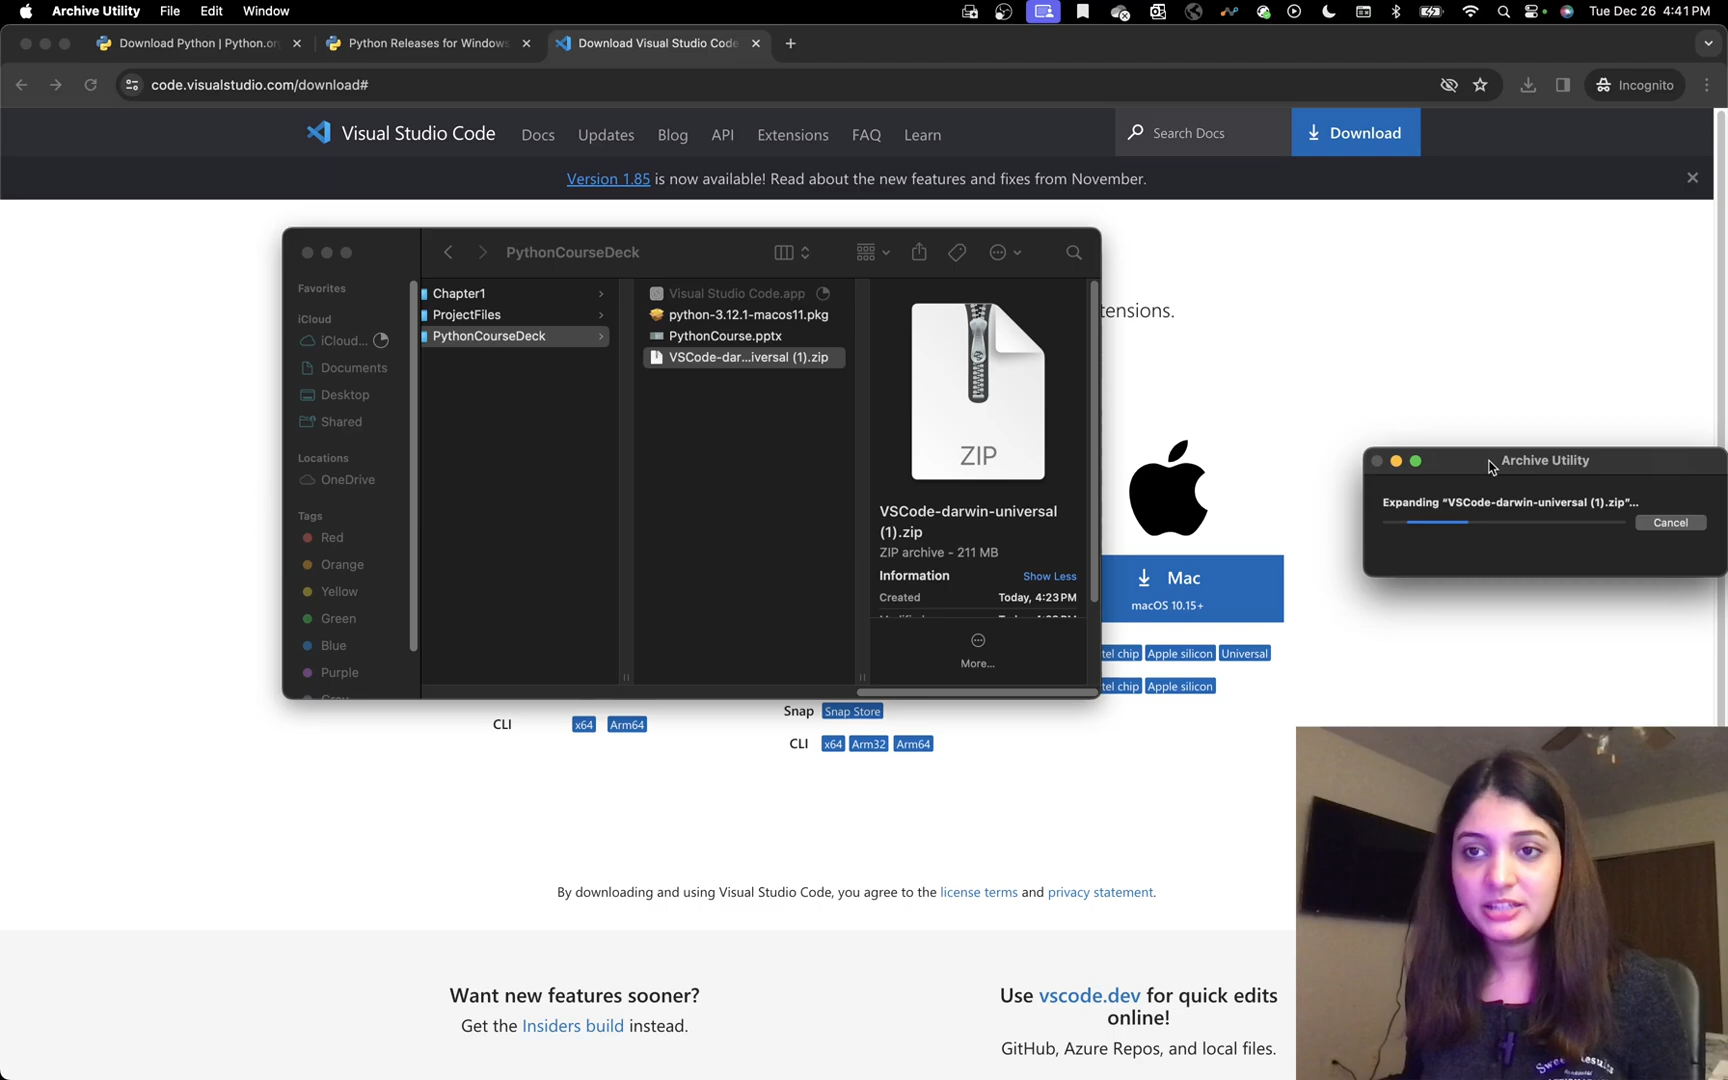 Archive Utility File Edit Window Tue Dec 26 4:41 PM
Download Python | Python.or Python Releases for Windows Download Visual Studio Code
code.visualstudio.com/download# Incognito
Visual Studio Code Docs Updates Blog API Extensions FAQ Learn Search Docs Download
Version 1.85 is now available! Read about the new features and fixes from November.
PythonCourseDeck
Favorites
iCloud
iCloud...
Documents
Desktop
Shared
Locations
OneDrive
Tags
Red
Orange
Yellow
Green
Blue
Purple
Gray
Chapter1
ProjectFiles
PythonCourseDeck
Visual Studio Code.app
python-3.12.1-macos11.pkg
PythonCourse.pptx
VSCode-dar...iversal (1).zip
ZIP
VSCode-darwin-universal
(1).zip
ZIP archive - 211 MB
Information Show Less
Created Today, 4:23 PM
More...
tensions.
Archive Utility
Expanding “VSCode-darwin-universal (1).zip”...
Cancel
Mac
macOS 10.15+
tel chip Apple silicon Universal
tel chip Apple silicon
Snap Snap Store
CLI x64 Arm64
CLI x64 Arm32 Arm64
By downloading and using Visual Studio Code, you agree to the license terms and privacy statement.
Want new features sooner?
Get the Insiders build instead.
Use vscode.dev for quick edits
online!
GitHub, Azure Repos, and local files.